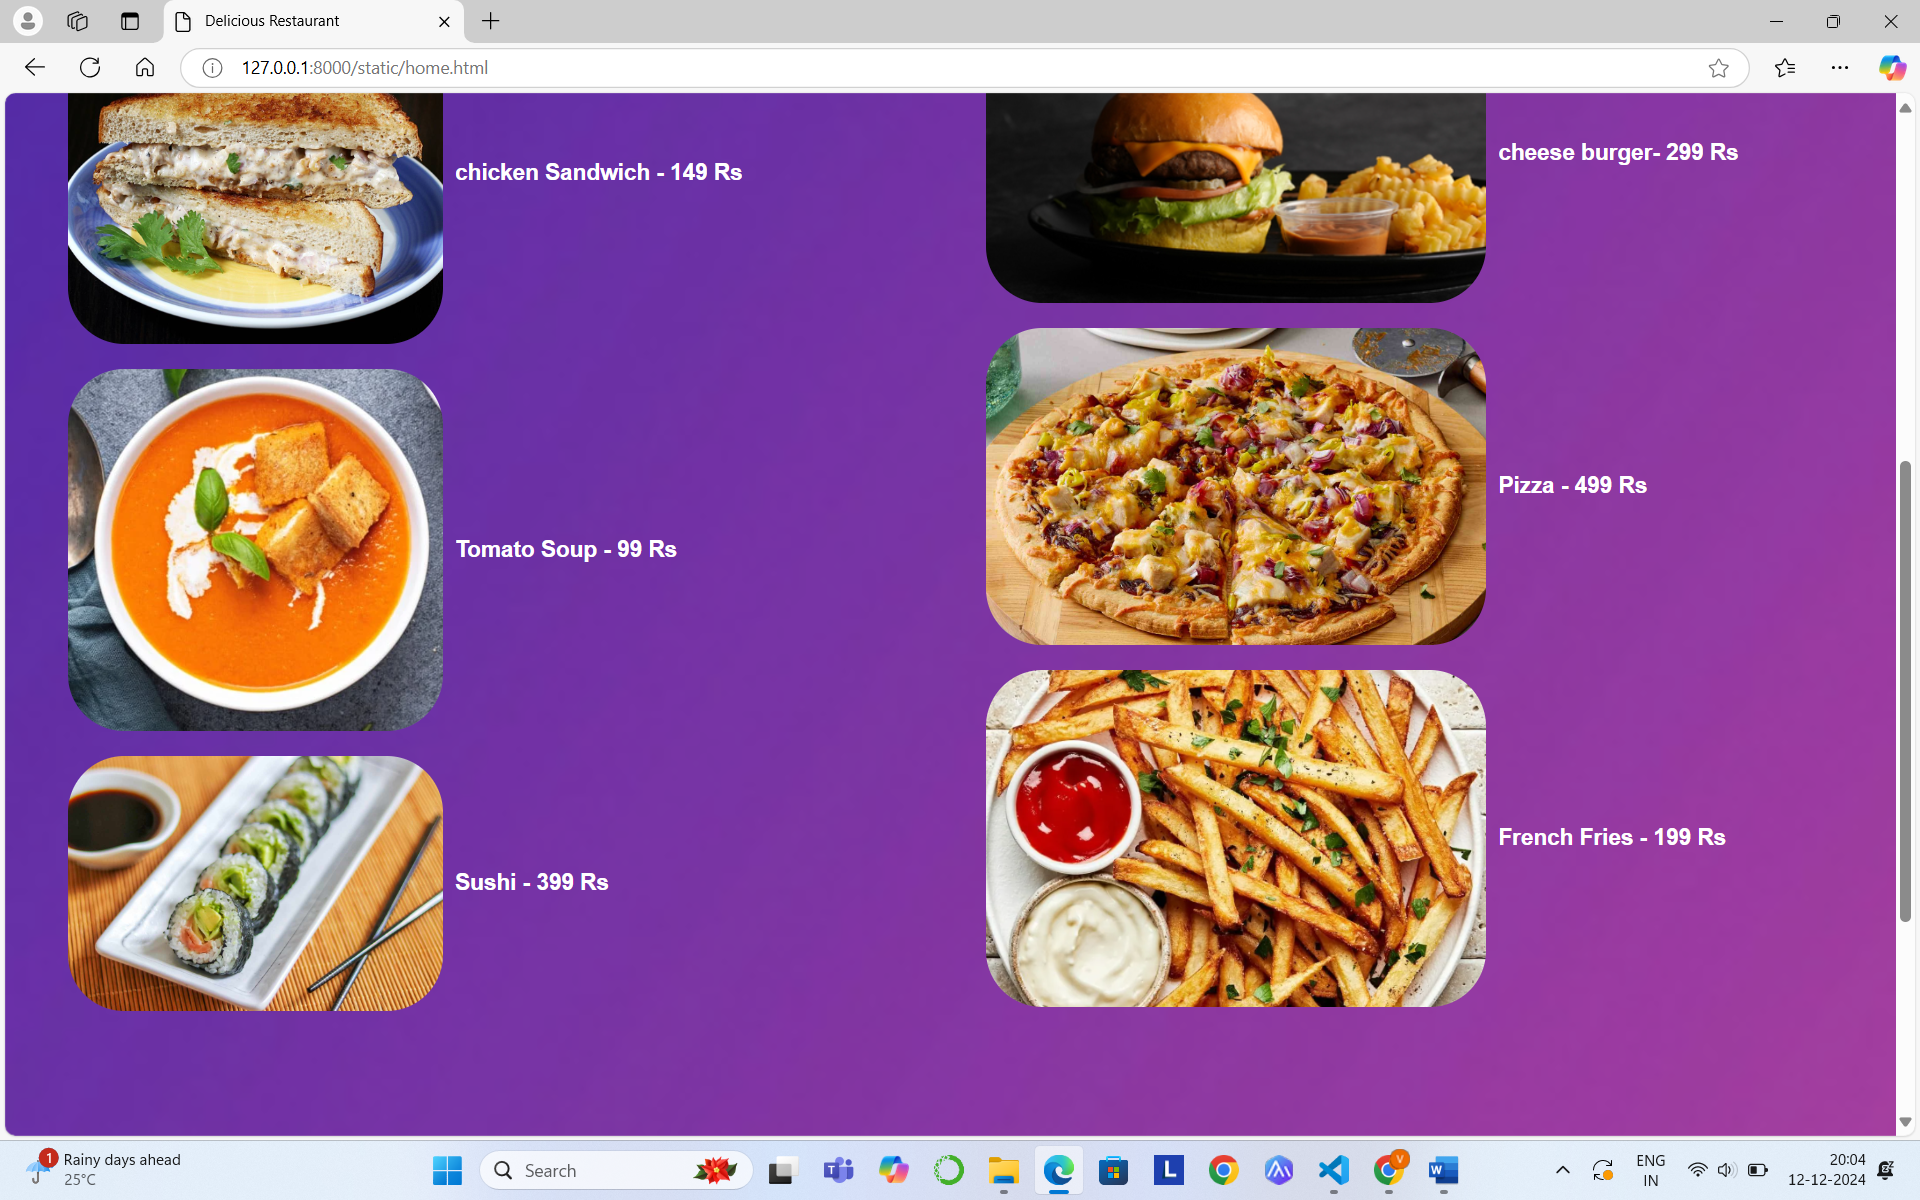 Delicious Restaurant
127.0.0.1:8000/static/home.html
chicken Sandwich - 149 Rs
cheese burger- 299 Rs
Tomato Soup - 99 Rs
Pizza - 499 Rs
Sushi - 399 Rs
French Fries - 199 Rs
1
Rainy days ahead
25°C
Search
T
L
V
W
ENG
IN
20:04
12-12-2024